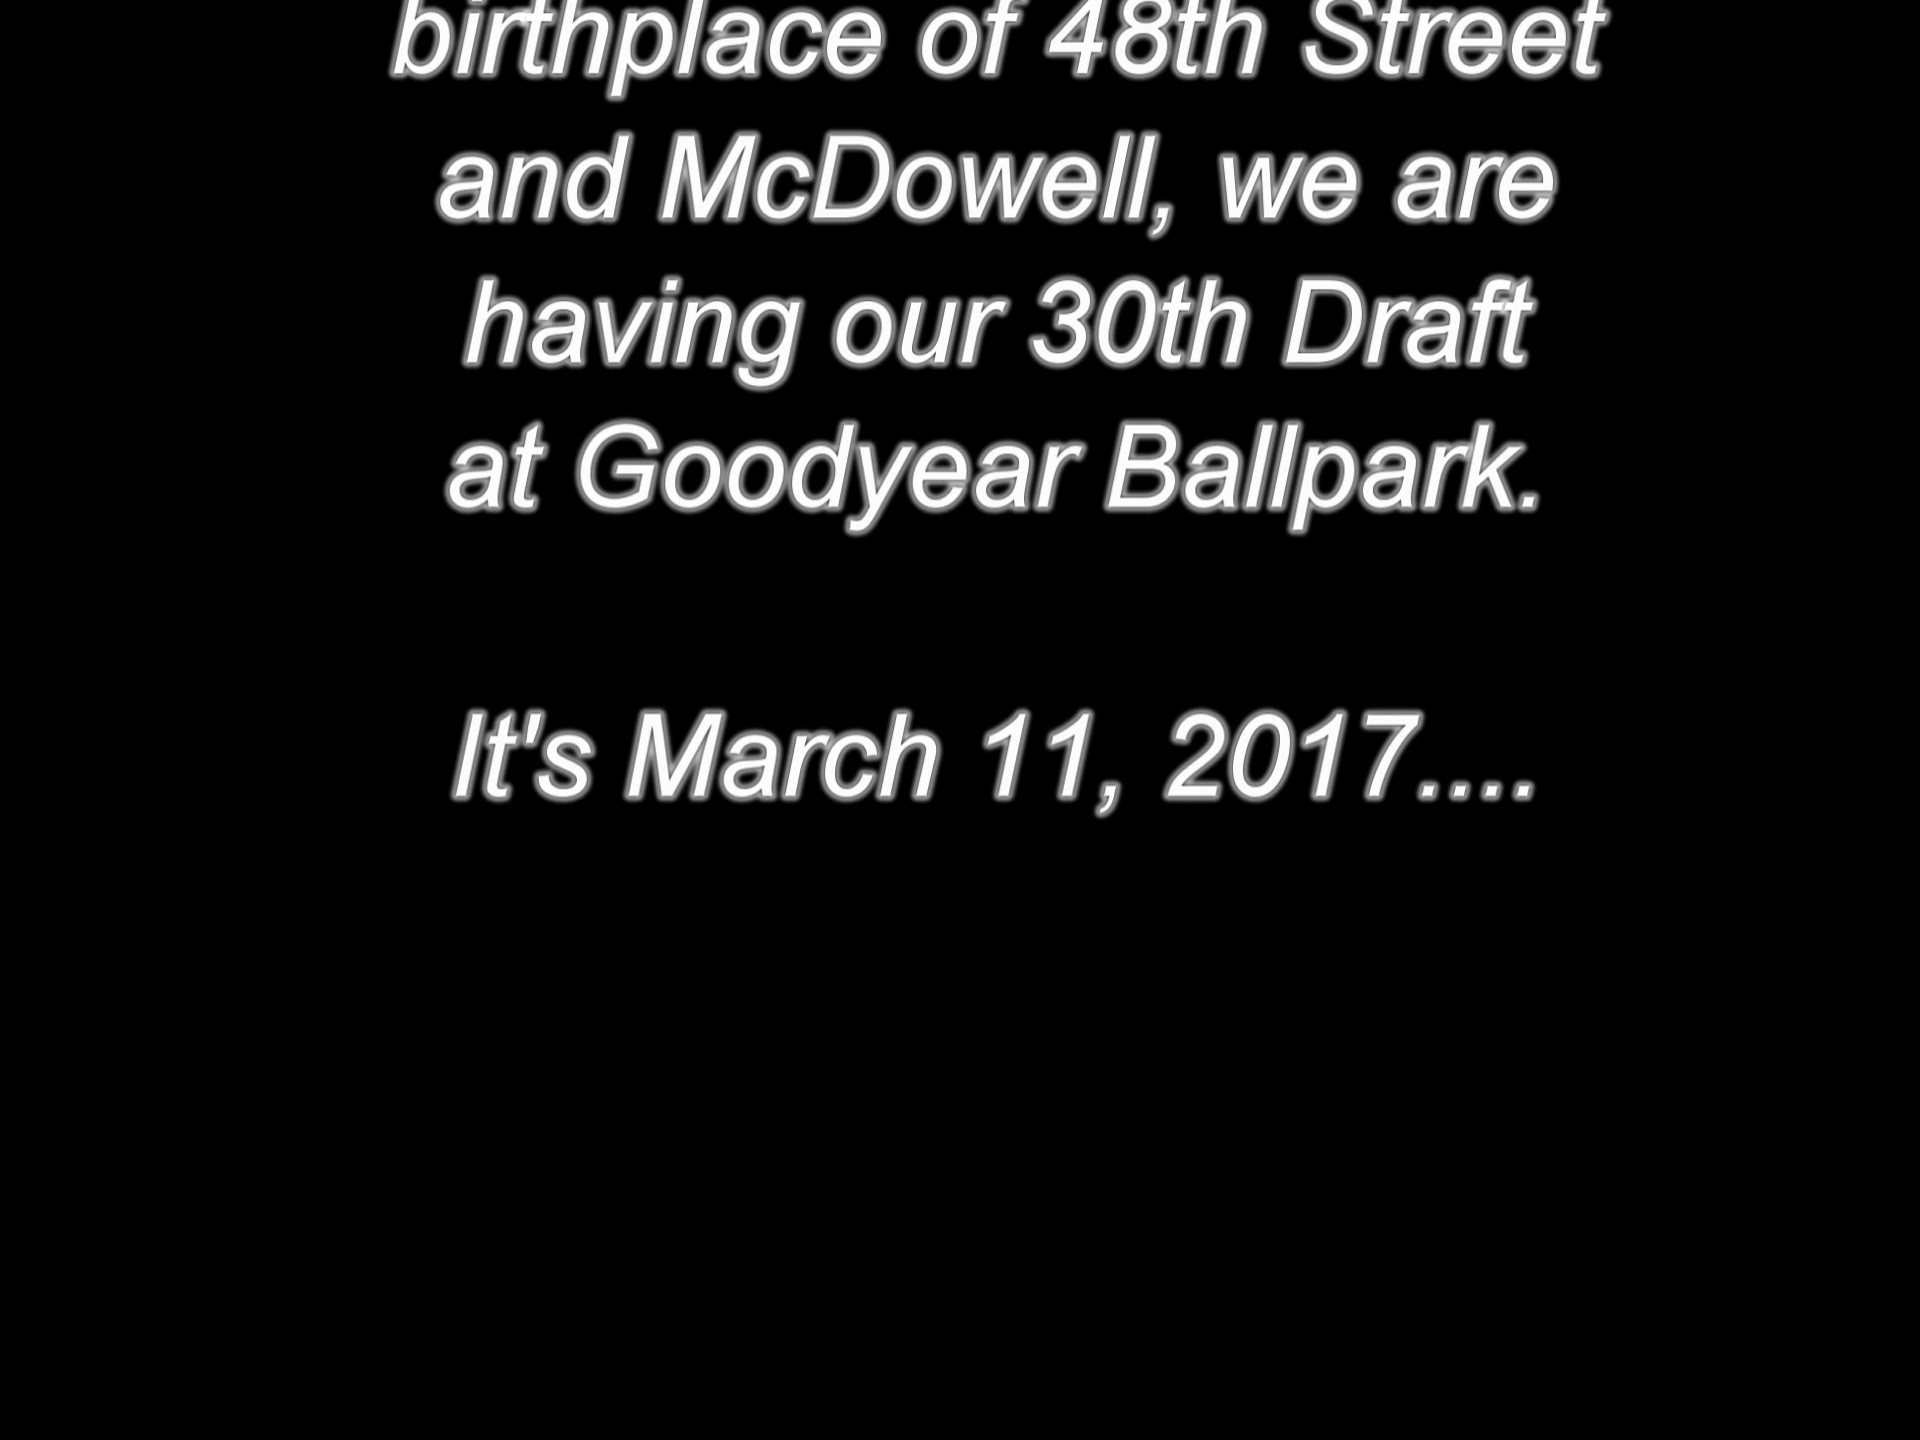 birthplace of 48th Street
and McDowell, we are
having our 30th Draft
at Goodyear Ballpark.
It's March 11, 2017....